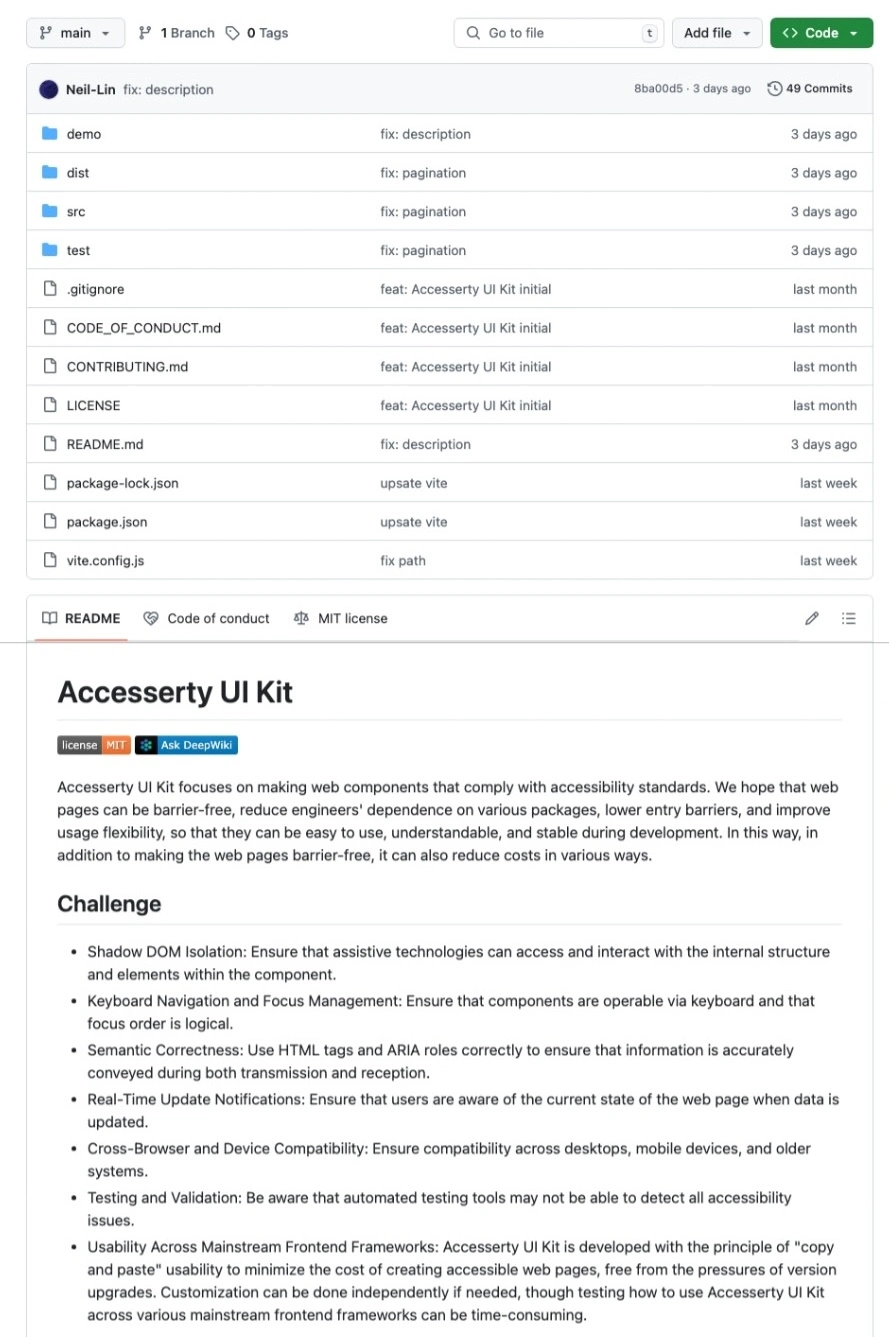 main 1 Branch 0 Tags Go to file t Add file Code
Neil-Lin fix: description 8ba00d5 · 3 days ago 49 Commits
demo fix: description 3 days ago
dist fix: pagination 3 days ago
src fix: pagination 3 days ago
test fix: pagination 3 days ago
.gitignore feat: Accesserty UI Kit initial last month
CODE_OF_CONDUCT.md feat: Accesserty UI Kit initial last month
CONTRIBUTING.md feat: Accesserty UI Kit initial last month
LICENSE feat: Accesserty UI Kit initial last month
README.md fix: description 3 days ago
package-lock.json upsate vite last week
package.json upsate vite last week
vite.config.js fix path last week
README Code of conduct MIT license
Accesserty UI Kit
license MIT Ask DeepWiki
Accesserty UI Kit focuses on making web components that comply with accessibility standards. We hope that web
pages can be barrier-free, reduce engineers' dependence on various packages, lower entry barriers, and improve
usage flexibility, so that they can be easy to use, understandable, and stable during development. In this way, in
addition to making the web pages barrier-free, it can also reduce costs in various ways.
Challenge
• Shadow DOM Isolation: Ensure that assistive technologies can access and interact with the internal structure
and elements within the component.
• Keyboard Navigation and Focus Management: Ensure that components are operable via keyboard and that
focus order is logical.
• Semantic Correctness: Use HTML tags and ARIA roles correctly to ensure that information is accurately
conveyed during both transmission and reception.
• Real-Time Update Notifications: Ensure that users are aware of the current state of the web page when data is
updated.
• Cross-Browser and Device Compatibility: Ensure compatibility across desktops, mobile devices, and older
systems.
• Testing and Validation: Be aware that automated testing tools may not be able to detect all accessibility
issues.
• Usability Across Mainstream Frontend Frameworks: Accesserty UI Kit is developed with the principle of "copy
and paste" usability to minimize the cost of creating accessible web pages, free from the pressures of version
upgrades. Customization can be done independently if needed, though testing how to use Accesserty UI Kit
across various mainstream frontend frameworks can be time-consuming.